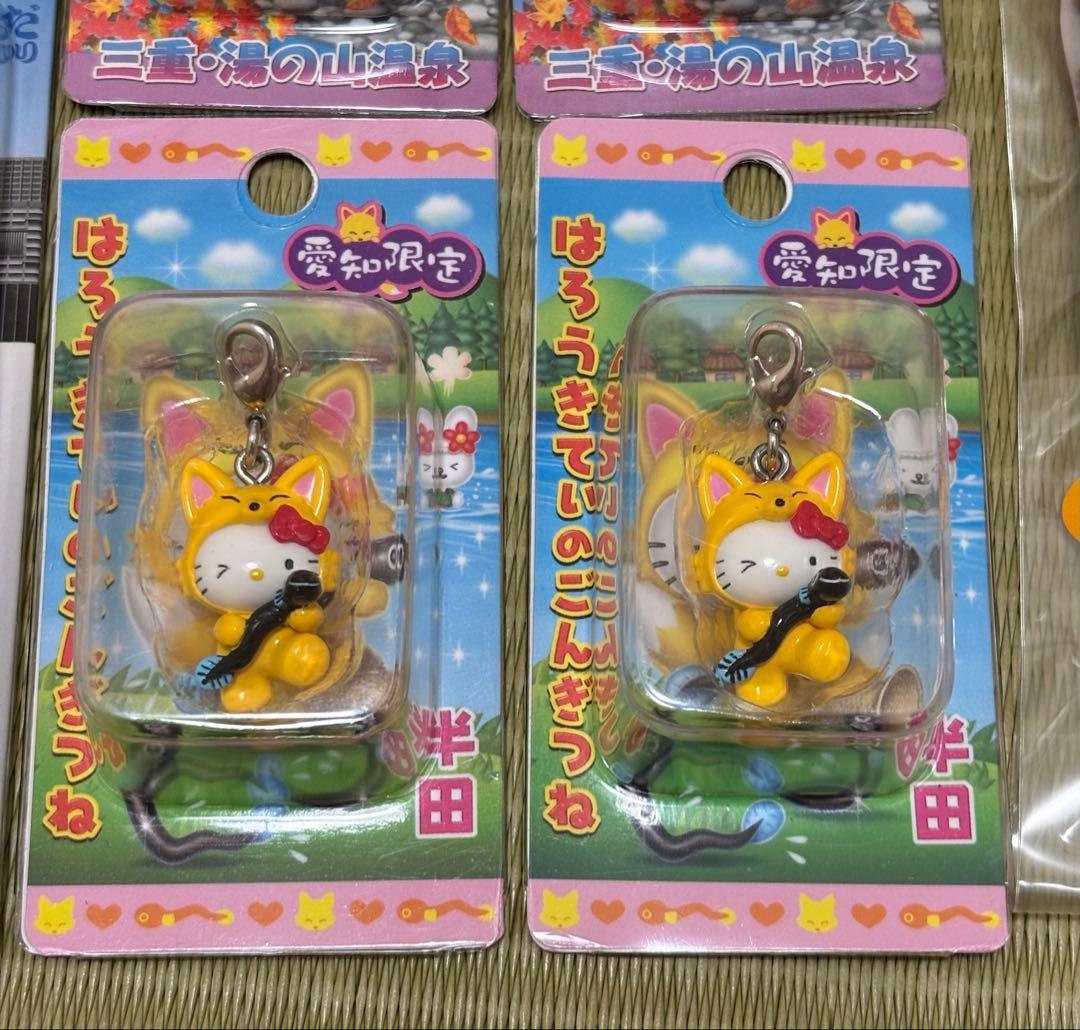 三重・湯の山温泉
三重・湯の山温泉
愛知限定
はろうきてぃのごんぎつね
半田
愛知限定
はろうきてぃのごんぎつね
半田